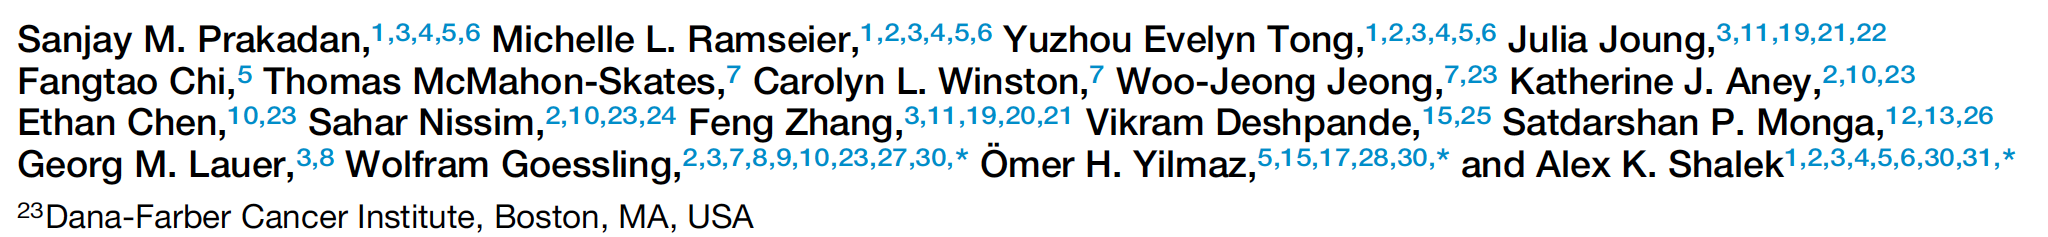 Sanjay M. Prakadan,1,3,4,5,6 Michelle L. Ramseier,1,2,3,4,5,6 Yuzhou Evelyn Tong,1,2,3,4,5,6 Julia Joung,3,11,19,21,22
Fangtao Chi,5 Thomas McMahon-Skates,7 Carolyn L. Winston,7 Woo-Jeong Jeong,7,23 Katherine J. Aney,2,10,23
Ethan Chen,10,23 Sahar Nissim,2,10,23,24 Feng Zhang,3,11,19,20,21 Vikram Deshpande,15,25 Satdarshan P. Monga,12,13,26
Georg M. Lauer,3,8 Wolfram Goessling,2,3,7,8,9,10,23,27,30,* Ömer H. Yilmaz,5,15,17,28,30,* and Alex K. Shalek1,2,3,4,5,6,30,31,*
23Dana-Farber Cancer Institute, Boston, MA, USA